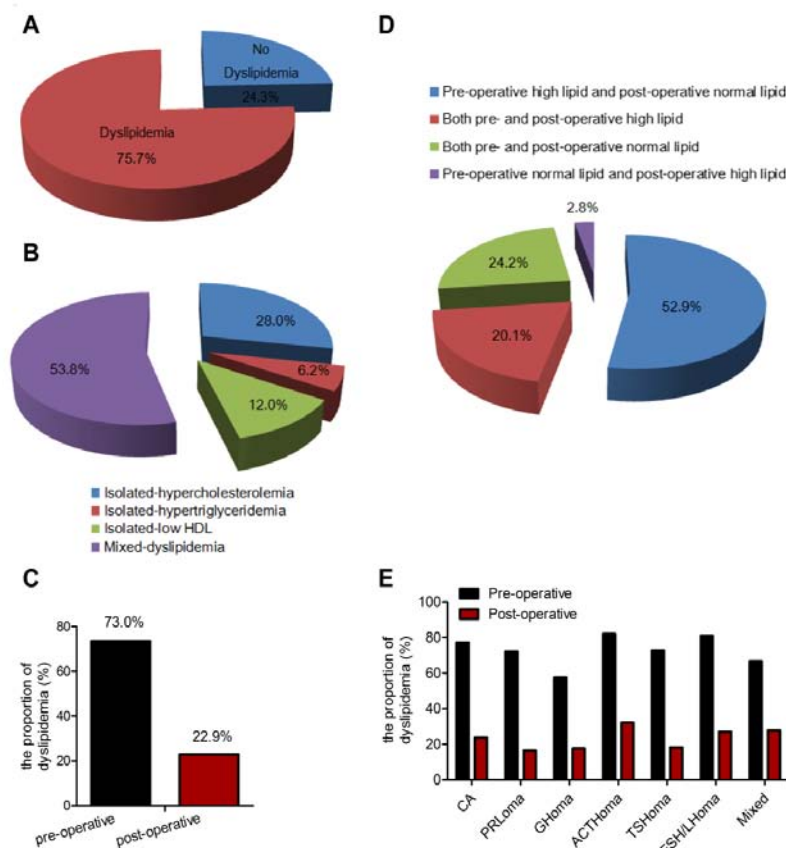 A
No
Dyslipidemia
24.3%
Dyslipidemia
75.7%
B
28.0%
6.2%
12.0%
53.8%
Isolated-hypercholesterolemia
Isolated-hypertriglyceridemia
Isolated-low HDL
Mixed-dyslipidemia
C
the proportion of
dyslipidemia (%)
80
60
40
20
0
73.0%
22.9%
pre-operative
post-operative
D
Pre-operative high lipid and post-operative normal lipid
Both pre- and post-operative high lipid
Both pre- and post-operative normal lipid
Pre-operative normal lipid and post-operative high lipid
2.8%
24.2%
52.9%
20.1%
E
Pre-operative
Post-operative
the proportion of
dyslipidemia (%)
100
80
60
40
20
0
CA
PRLoma
GHoma
ACTHoma
TSHoma
FSH/LHoma
Mixed